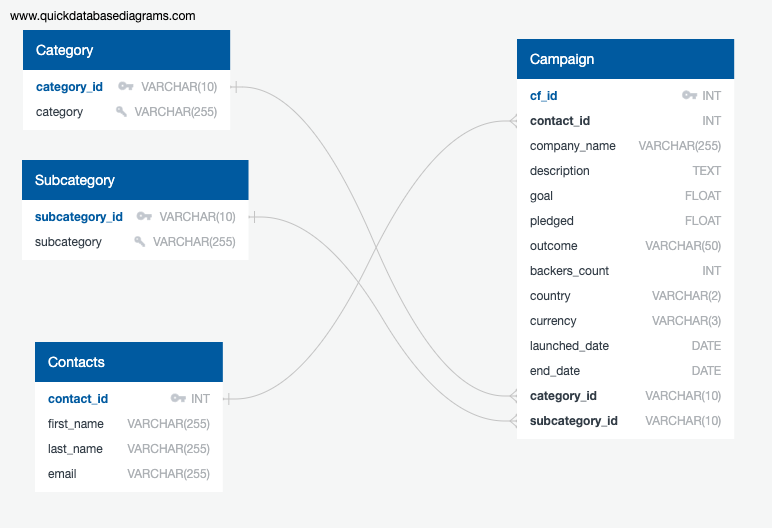 www.quickdatabasediagrams.com
Category
category_id VARCHAR(10)
category VARCHAR(255)
Subcategory
subcategory_id VARCHAR(10)
subcategory VARCHAR(255)
Contacts
contact_id INT
first_name VARCHAR(255)
last_name VARCHAR(255)
email VARCHAR(255)
Campaign
cf_id INT
contact_id INT
company_name VARCHAR(255)
description TEXT
goal FLOAT
pledged FLOAT
outcome VARCHAR(50)
backers_count INT
country VARCHAR(2)
currency VARCHAR(3)
launched_date DATE
end_date DATE
category_id VARCHAR(10)
subcategory_id VARCHAR(10)